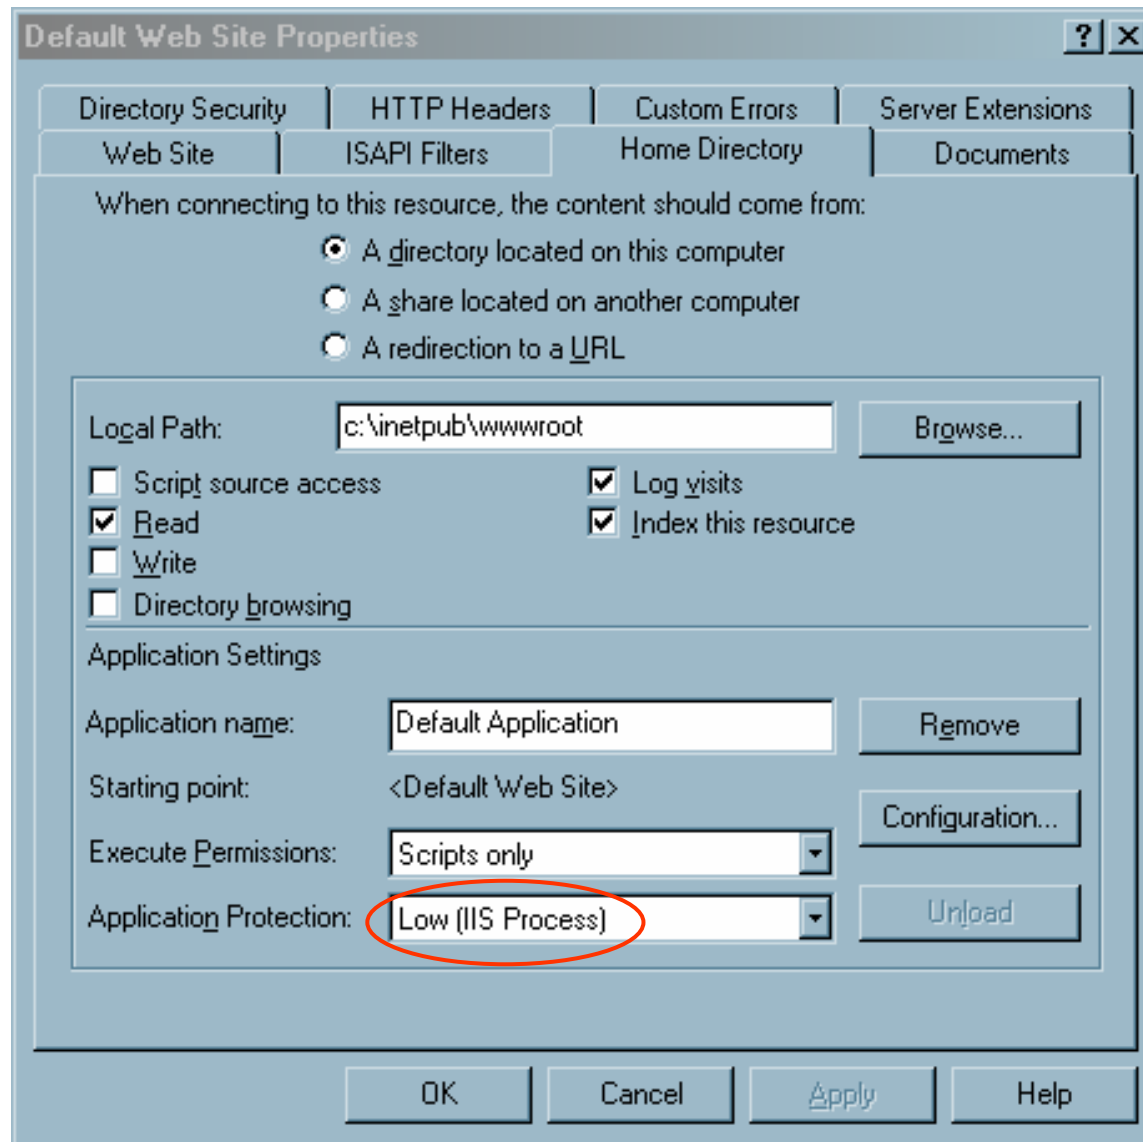 Default Web Site Properties
Directory Security HTTP Headers Custom Errors Server Extensions
Web Site ISAPI Filters Home Directory Documents
When connecting to this resource, the content should come from:
A directory located on this computer
A share located on another computer
A redirection to a URL
Local Path: c:\inetpub\wwwroot Browse...
Script source access Log visits
Read Index this resource
Write
Directory browsing
Application Settings
Application name: Default Application Remove
Starting point: <Default Web Site>
Configuration...
Execute Permissions: Scripts only
Application Protection: Low (IIS Process) Unload
OK Cancel Apply Help